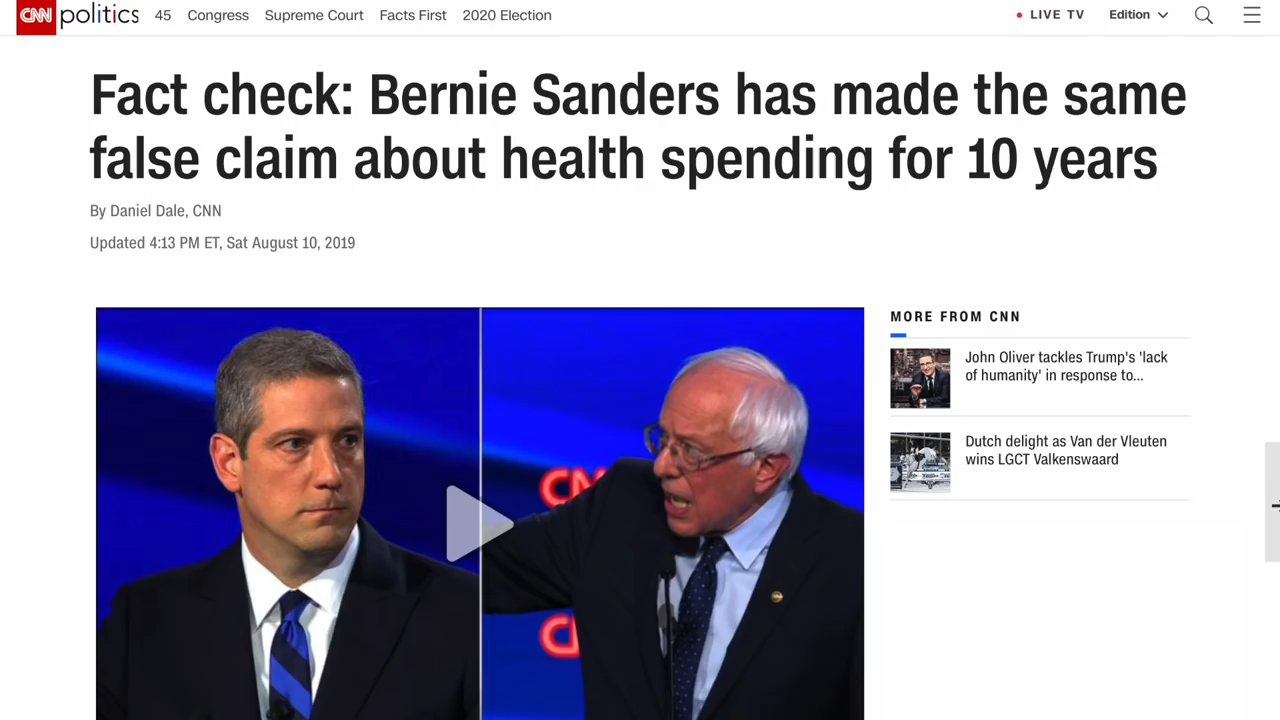 CNN politics 45 Congress Supreme Court Facts First 2020 Election LIVE TV Edition
Fact check: Bernie Sanders has made the same
false claim about health spending for 10 years
By Daniel Dale, CNN
Updated 4:13 PM ET, Sat August 10, 2019
MORE FROM CNN
John Oliver tackles Trump's 'lack
of humanity' in response to...
Dutch delight as Van der Vleuten
wins LGCT Valkenswaard
CN
C